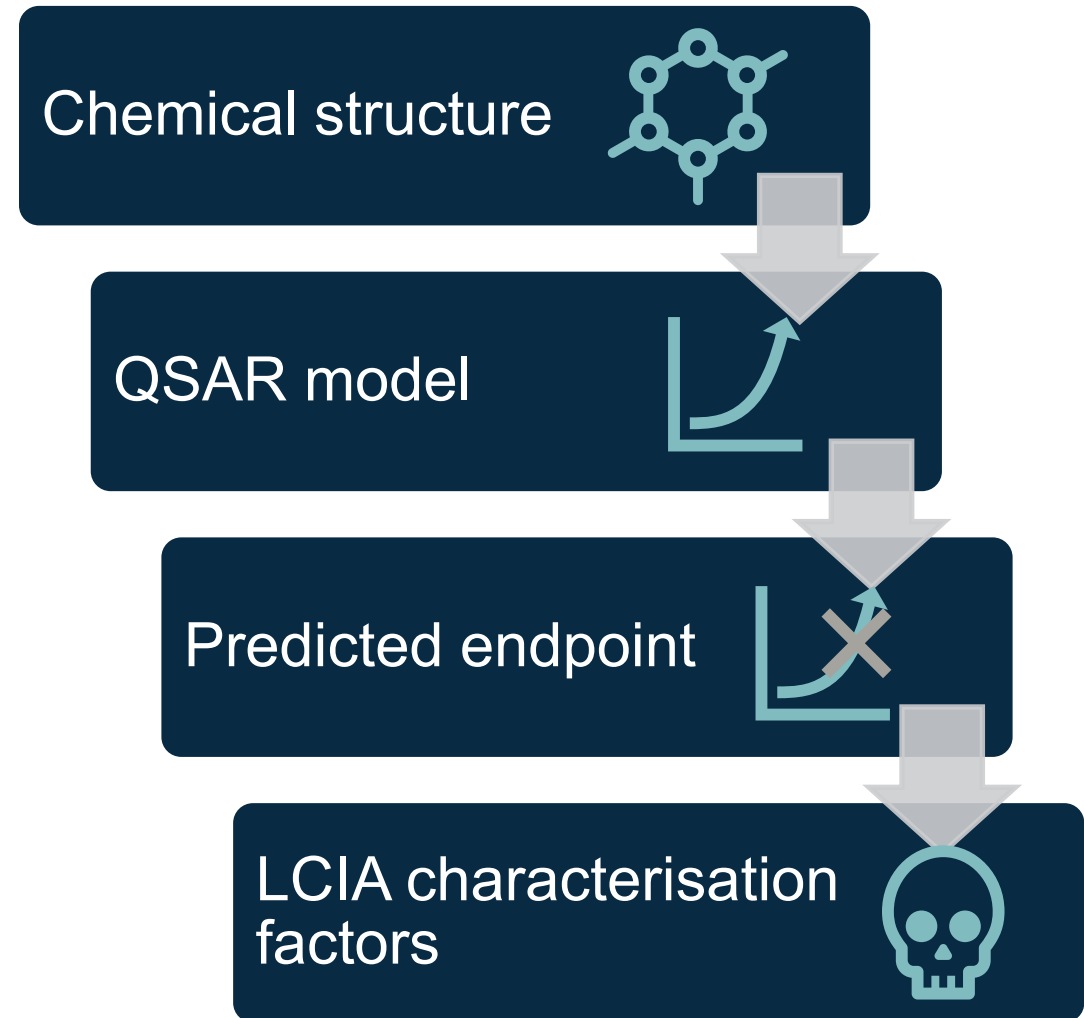 Chemical structure
QSAR model
Predicted endpoint
LCIA characterisation
factors